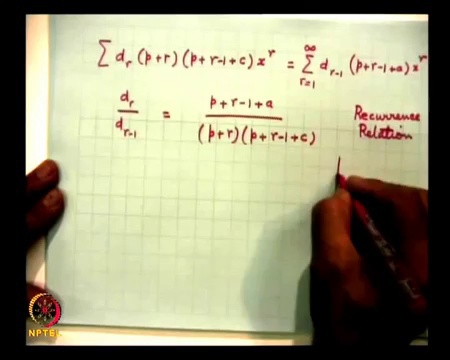 ∑ d_r (p+r) (p+r-1+c) x^r = ∑_{r=1}^{∞} d_{r-1} (p+r-1+a) x^r
d_r / d_{r-1} = (p+r-1+a) / ((p+r) (p+r-1+c))
Recurrence
Relation
NPTEL